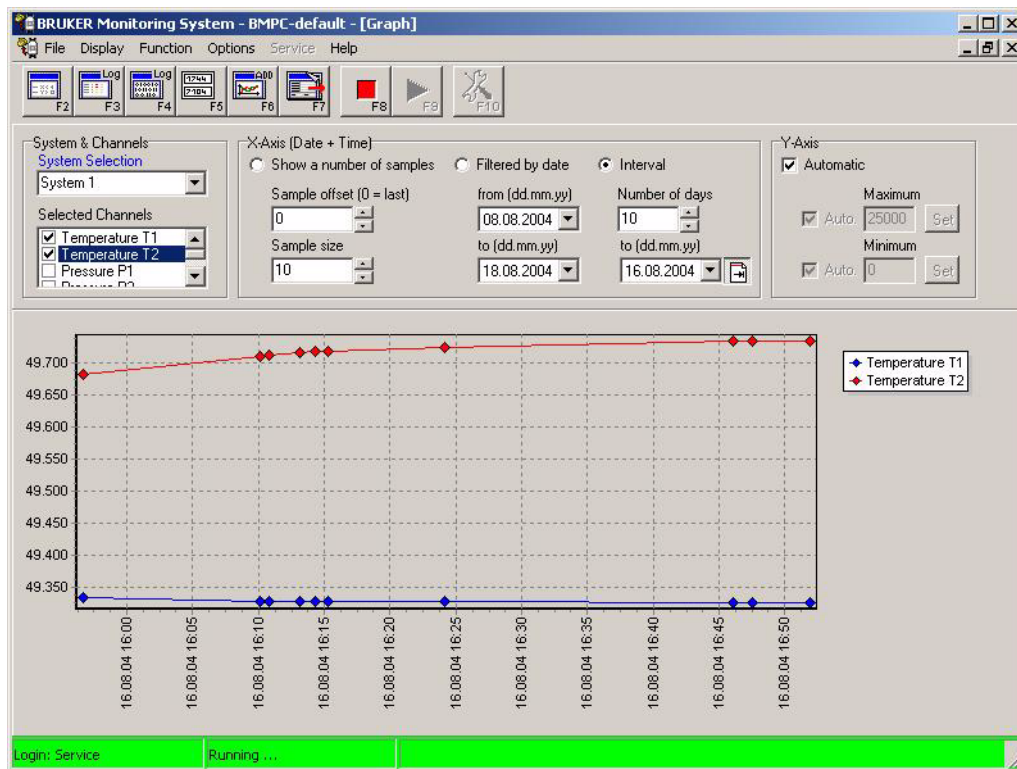 BRUKER Monitoring System - BMPC-default - [Graph]
File Display Function Options Service Help
Log Log 1744 ADD
2104
F2 F3 F4 F5 F6 F7 F8 F9 F10
System & Channels
System Selection
System 1
Selected Channels
Temperature T1
Temperature T2
Pressure P1
X-Axis (Date + Time)
Show a number of samples Filtered by date Interval
Sample offset (0 = last) from (dd.mm.yy) Number of days
0 08.08.2004 10
Sample size to (dd.mm.yy) to (dd.mm.yy)
10 18.08.2004 16.08.2004
Y-Axis
Automatic
Maximum
Auto. 25000 Set
Minimum
Auto. 0 Set
49.700
49.650
49.600
49.550
49.500
49.450
49.400
49.350
16.08.04 16:00
16.08.04 16:05
16.08.04 16:10
16.08.04 16:15
16.08.04 16:20
16.08.04 16:25
16.08.04 16:30
16.08.04 16:35
16.08.04 16:40
16.08.04 16:45
16.08.04 16:50
Temperature T1
Temperature T2
Login: Service Running ...